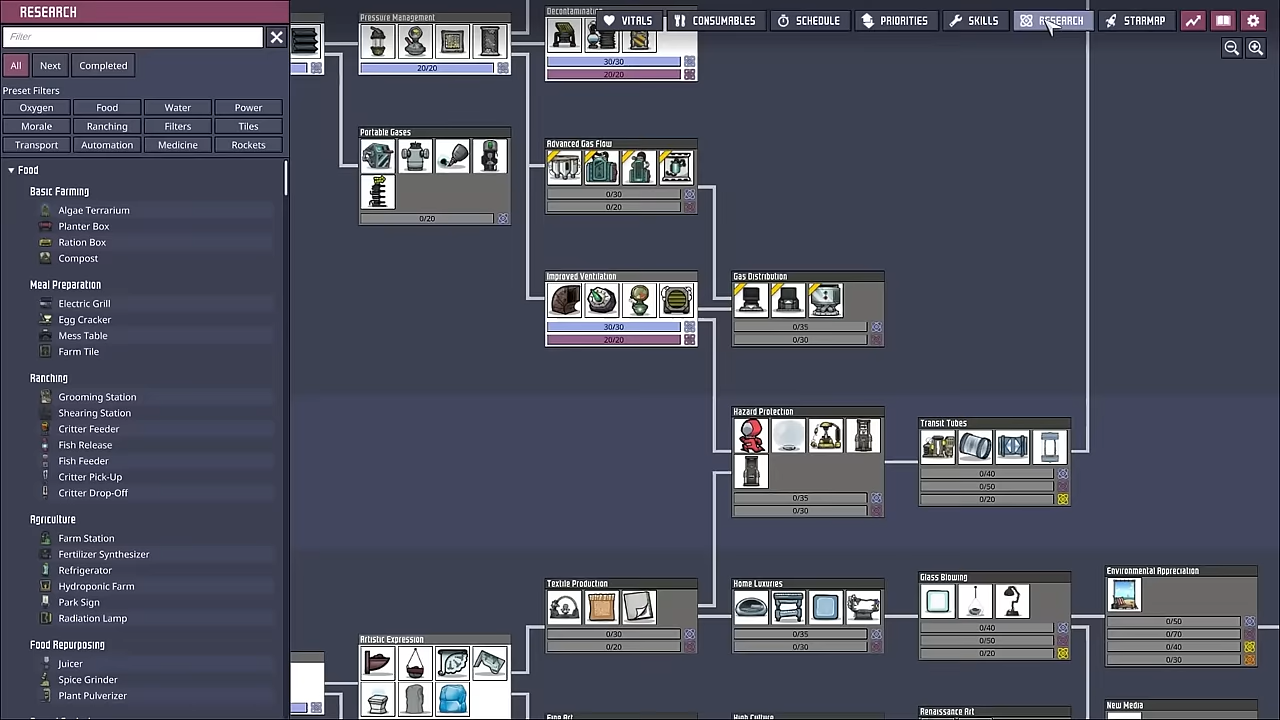 RESEARCH
VITALS
CONSUMABLES
SCHEDULE
PRIORITIES
SKILLS
RESEARCH
STARMAP
Filter
All
Next
Completed
Preset Filters
Oxygen
Food
Water
Power
Morale
Ranching
Filters
Tiles
Transport
Automation
Medicine
Rockets
Food
Basic Farming
Algae Terrarium
Planter Box
Ration Box
Compost
Meal Preparation
Electric Grill
Egg Cracker
Mess Table
Farm Tile
Ranching
Grooming Station
Shearing Station
Critter Feeder
Fish Release
Fish Feeder
Critter Pick-Up
Critter Drop-Off
Agriculture
Farm Station
Fertilizer Synthesizer
Refrigerator
Hydroponic Farm
Park Sign
Radiation Lamp
Food Repurposing
Juicer
Spice Grinder
Plant Pulverizer
Pressure Management
20/20
Decontamination
30/30
20/20
Portable Gases
0/20
Advanced Gas Flow
0/30
0/20
Improved Ventilation
30/30
20/20
Gas Distribution
0/35
0/30
Hazard Protection
0/35
0/30
Transit Tubes
0/40
0/50
0/20
Textile Production
0/30
0/20
Home Luxuries
0/35
0/30
Glass Blowing
0/40
0/50
0/20
Environmental Appreciation
0/50
0/70
0/40
0/30
Artistic Expression
Fine Art
High Culture
Renaissance Art
New Media